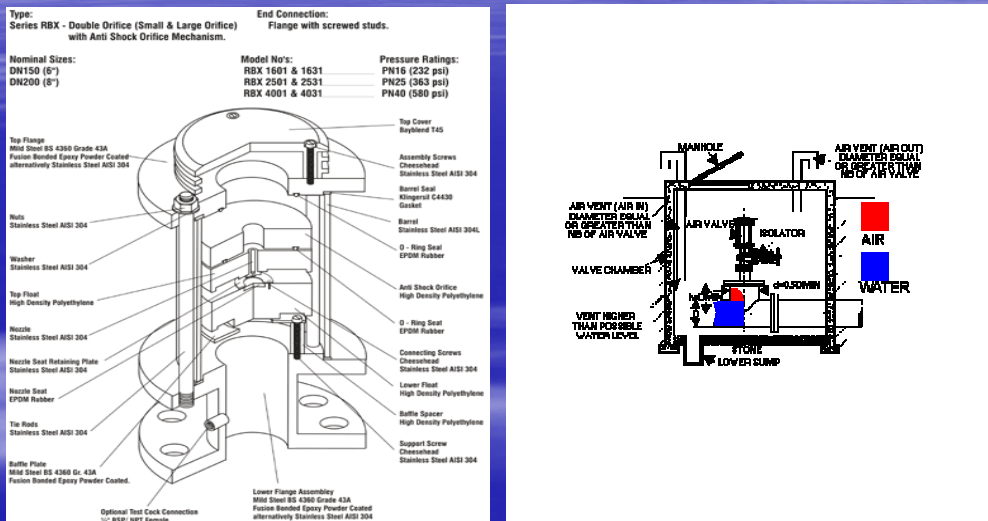 Type:
Series RBX - Double Orifice (Small & Large Orifice)
with Anti Shock Orifice Mechanism.
End Connection:
Flange with screwed studs.
Nominal Sizes:
DN150 (6")
DN200 (8")
Model No's:
RBX 1601 & 1631
RBX 2501 & 2531
RBX 4001 & 4031
Pressure Ratings:
PN16 (232 psi)
PN25 (363 psi)
PN40 (580 psi)
Top Flange
Mild Steel BS 4360 Grade 43A
Fusion Bonded Epoxy Powder Coated
alternatively Stainless Steel AISI 304
Nuts
Stainless Steel AISI 304
Washer
Stainless Steel AISI 304
Top Float
High Density Polyethylene
Nozzle
Stainless Steel AISI 304
Nozzle Seat Retaining Plate
Stainless Steel AISI 304
Nozzle Seat
EPDM Rubber
Tie Rods
Stainless Steel AISI 304
Baffle Plate
Mild Steel BS 4360 Gr. 43A
Fusion Bonded Epoxy Powder Coated.
Optional Test Cock Connection
BSP/ NPT Female
Top Cover
Bayblend T45
Assembly Screws
Cheesehead
Stainless Steel AISI 304
Barrel Seal
Klingersil C4430
Gasket
Barrel
Stainless Steel AISI 304L
O - Ring Seal
EPDM Rubber
Anti Shock Orifice
High Density Polyethylene
O - Ring Seal
EPDM Rubber
Connecting Screws
Cheesehead
Stainless Steel AISI 304
Lower Float
High Density Polyethylene
Baffle Spacer
High Density Polyethylene
Support Screw
Cheesehead
Stainless Steel AISI 304
Lower Flange Assembley
Mild Steel BS 4360 Grade 43A
Fusion Bonded Epoxy Powder Coated
alternatively Stainless Steel AISI 304
MANHOLE
AIR VENT (AIR OUT)
DIAMETER EQUAL
OR GREATER THAN
NB OF AIR VALVE
AIR VENT (AIR IN)
DIAMETER EQUAL
OR GREATER THAN
NB OF AIR VALVE
AIR VALVE
ISOLATOR
VALVE CHAMBER
VENT HIGHER
THAN POSSIBLE
WATER LEVEL
STONE
LOWER SUMP
AIR
WATER